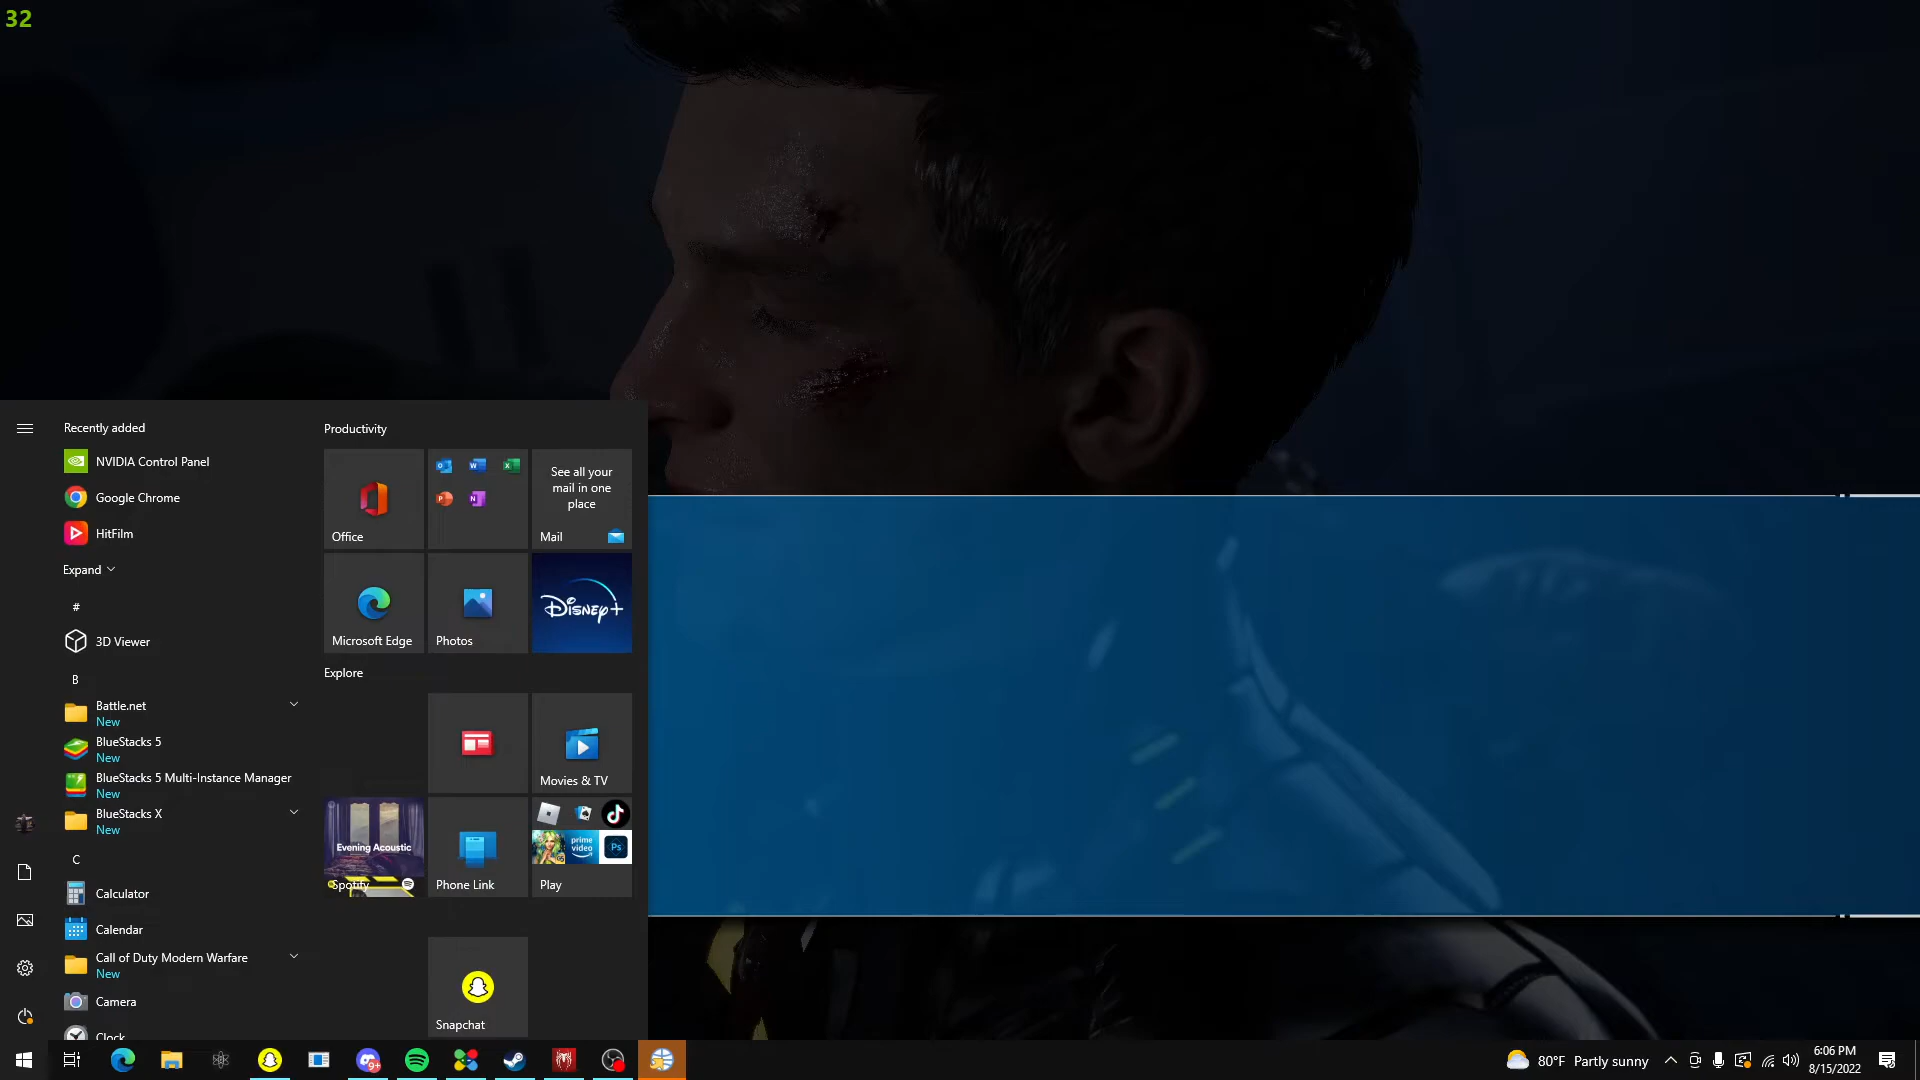 32
Recently added
Productivity
NVIDIA Control Panel
Google Chrome
HitFilm
Expand
#
3D Viewer
B
Battle.net
New
BlueStacks 5
New
BlueStacks 5 Multi-Instance Manager
New
BlueStacks X
New
C
Calculator
Calendar
Call of Duty Modern Warfare
New
Camera
Clock
Office
See all your
mail in one
place
Mail
Microsoft Edge
Photos
Disney+
Explore
Movies & TV
Evening Acoustic
Spotify
Phone Link
prime
video
Ps
Play
Snapchat
9+
80°F Partly sunny
6:06 PM
8/15/2022